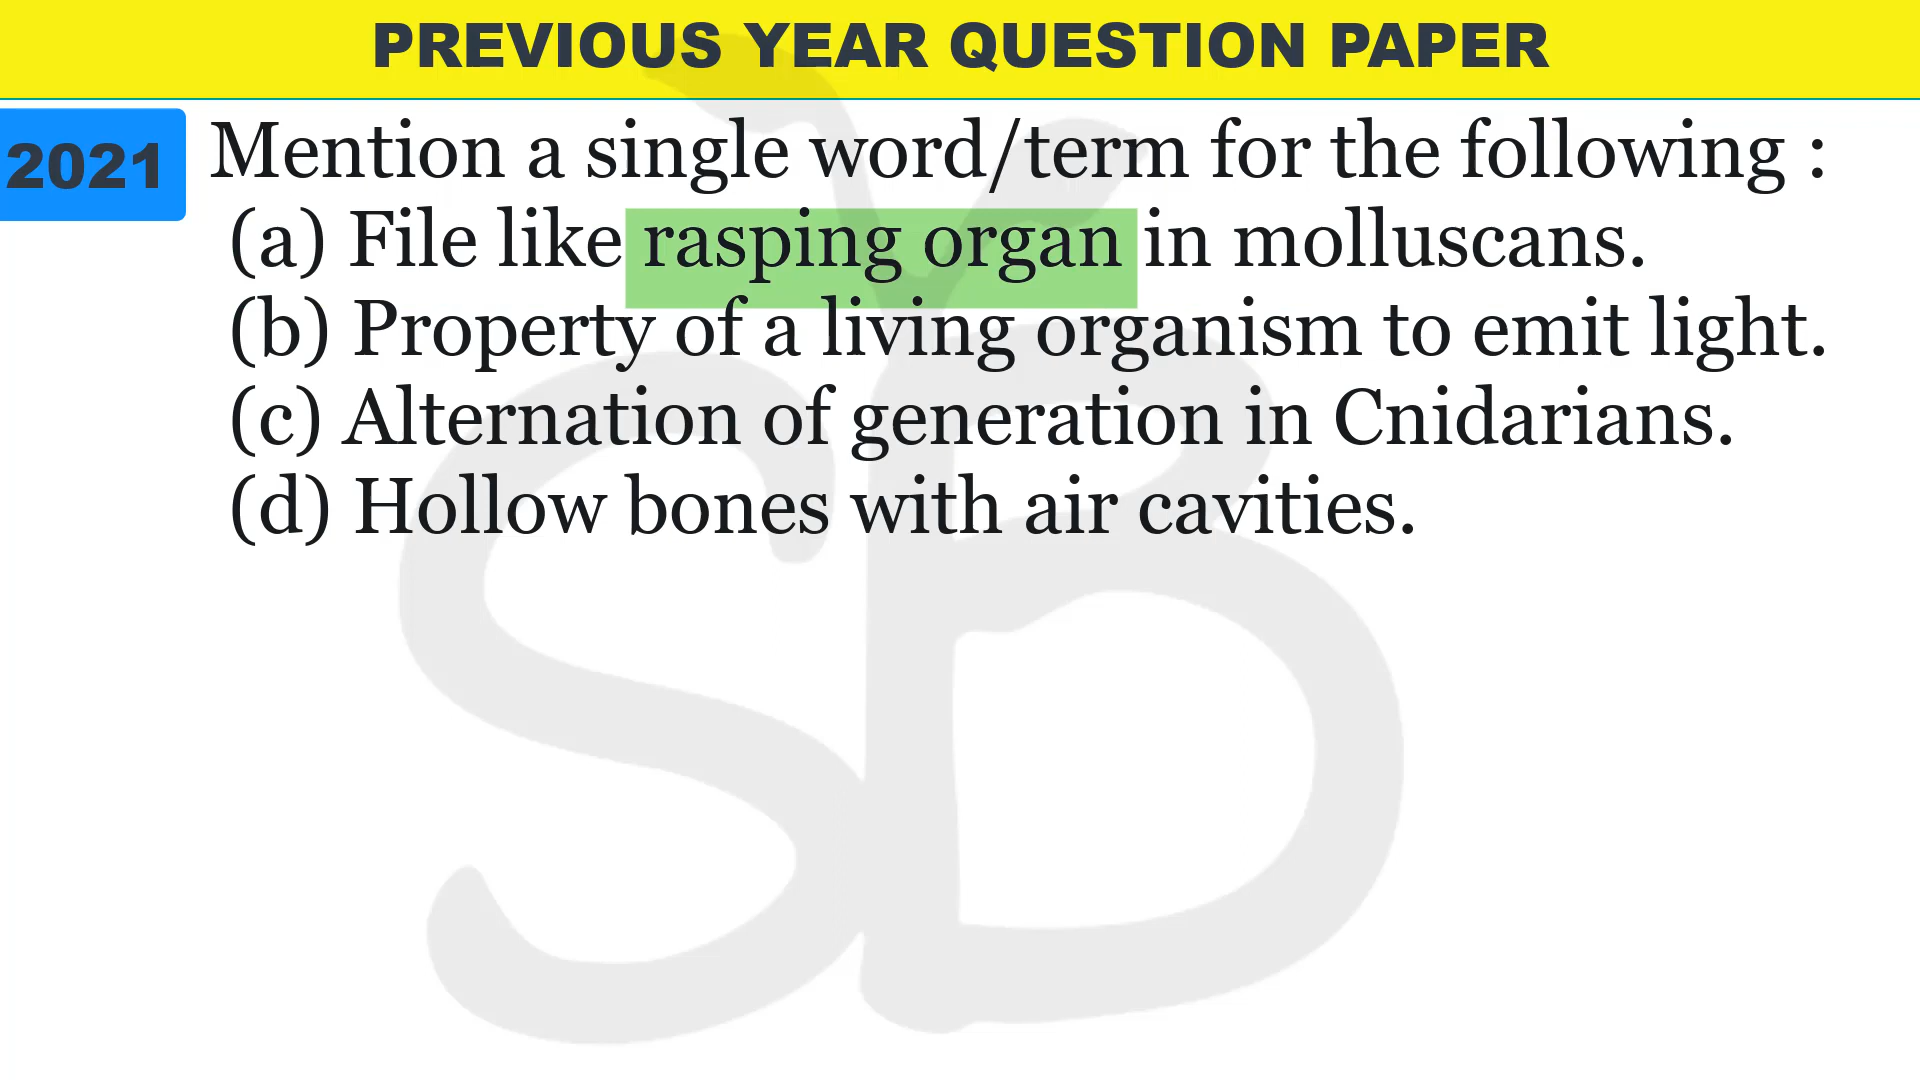 PREVIOUS YEAR QUESTION PAPER
2021
Mention a single word/term for the following :
(a) File like rasping organ in molluscans.
(b) Property of a living organism to emit light.
(c) Alternation of generation in Cnidarians.
(d) Hollow bones with air cavities.
SB